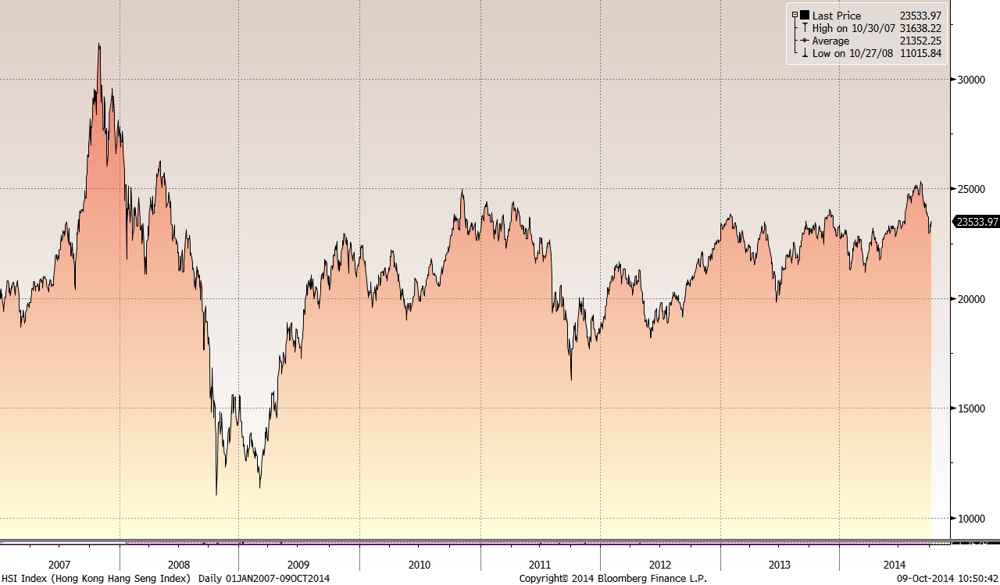 Last Price 23533.97
High on 10/30/07 31638.22
Average 21352.25
Low on 10/27/08 11015.84
30000
25000
23533.97
20000
15000
10000
2007 2008 2009 2010 2011 2012 2013 2014
HSI Index (Hong Kong Hang Seng Index) Daily 01JAN2007-09OCT2014 Copyright© 2014 Bloomberg Finance L.P. 09-Oct-2014 10:50:42